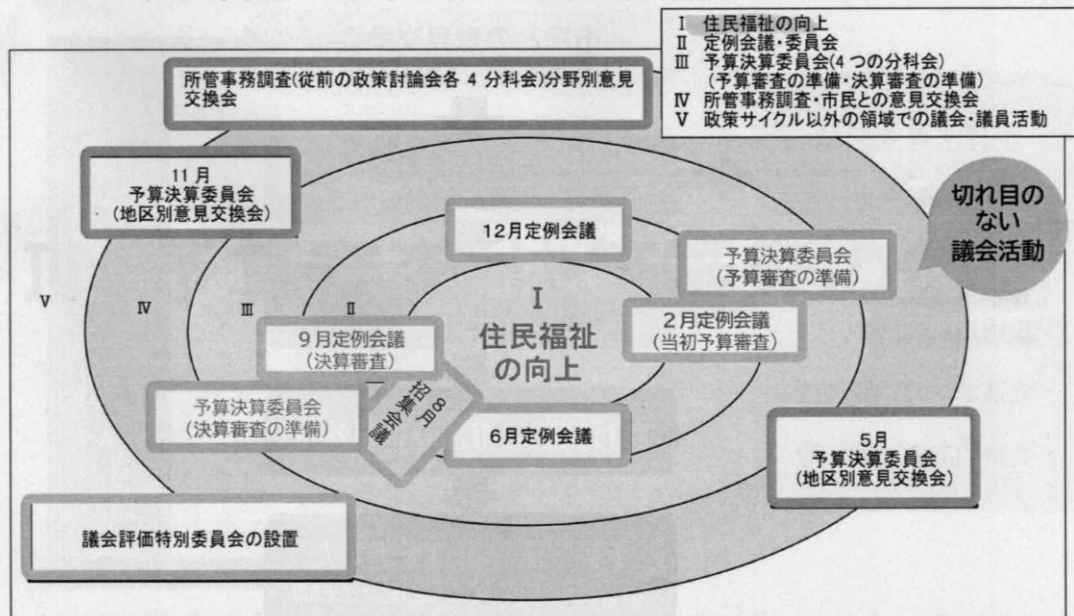 Ⅰ 住民福祉の向上
Ⅱ 定例会議・委員会
Ⅲ 予算決算委員会(4つの分科会)
(予算審査の準備・決算審査の準備)
Ⅳ 所管事務調査・市民との意見交換会
Ⅴ 政策サイクル以外の領域での議会・議員活動
所管事務調査(従前の政策討論会各 4 分科会)分野別意見
交換会
11月
予算決算委員会
(地区別意見交換会)
切れ目の
ない
議会活動
12月定例会議
予算決算委員会
(予算審査の準備)
Ⅴ
Ⅳ
Ⅲ
Ⅱ
Ⅰ
住民福祉
の向上
9月定例会議
(決算審査)
2月定例会議
(当初予算審査)
8月
招集会議
予算決算委員会
(決算審査の準備)
6月定例会議
5月
予算決算委員会
(地区別意見交換会)
議会評価特別委員会の設置